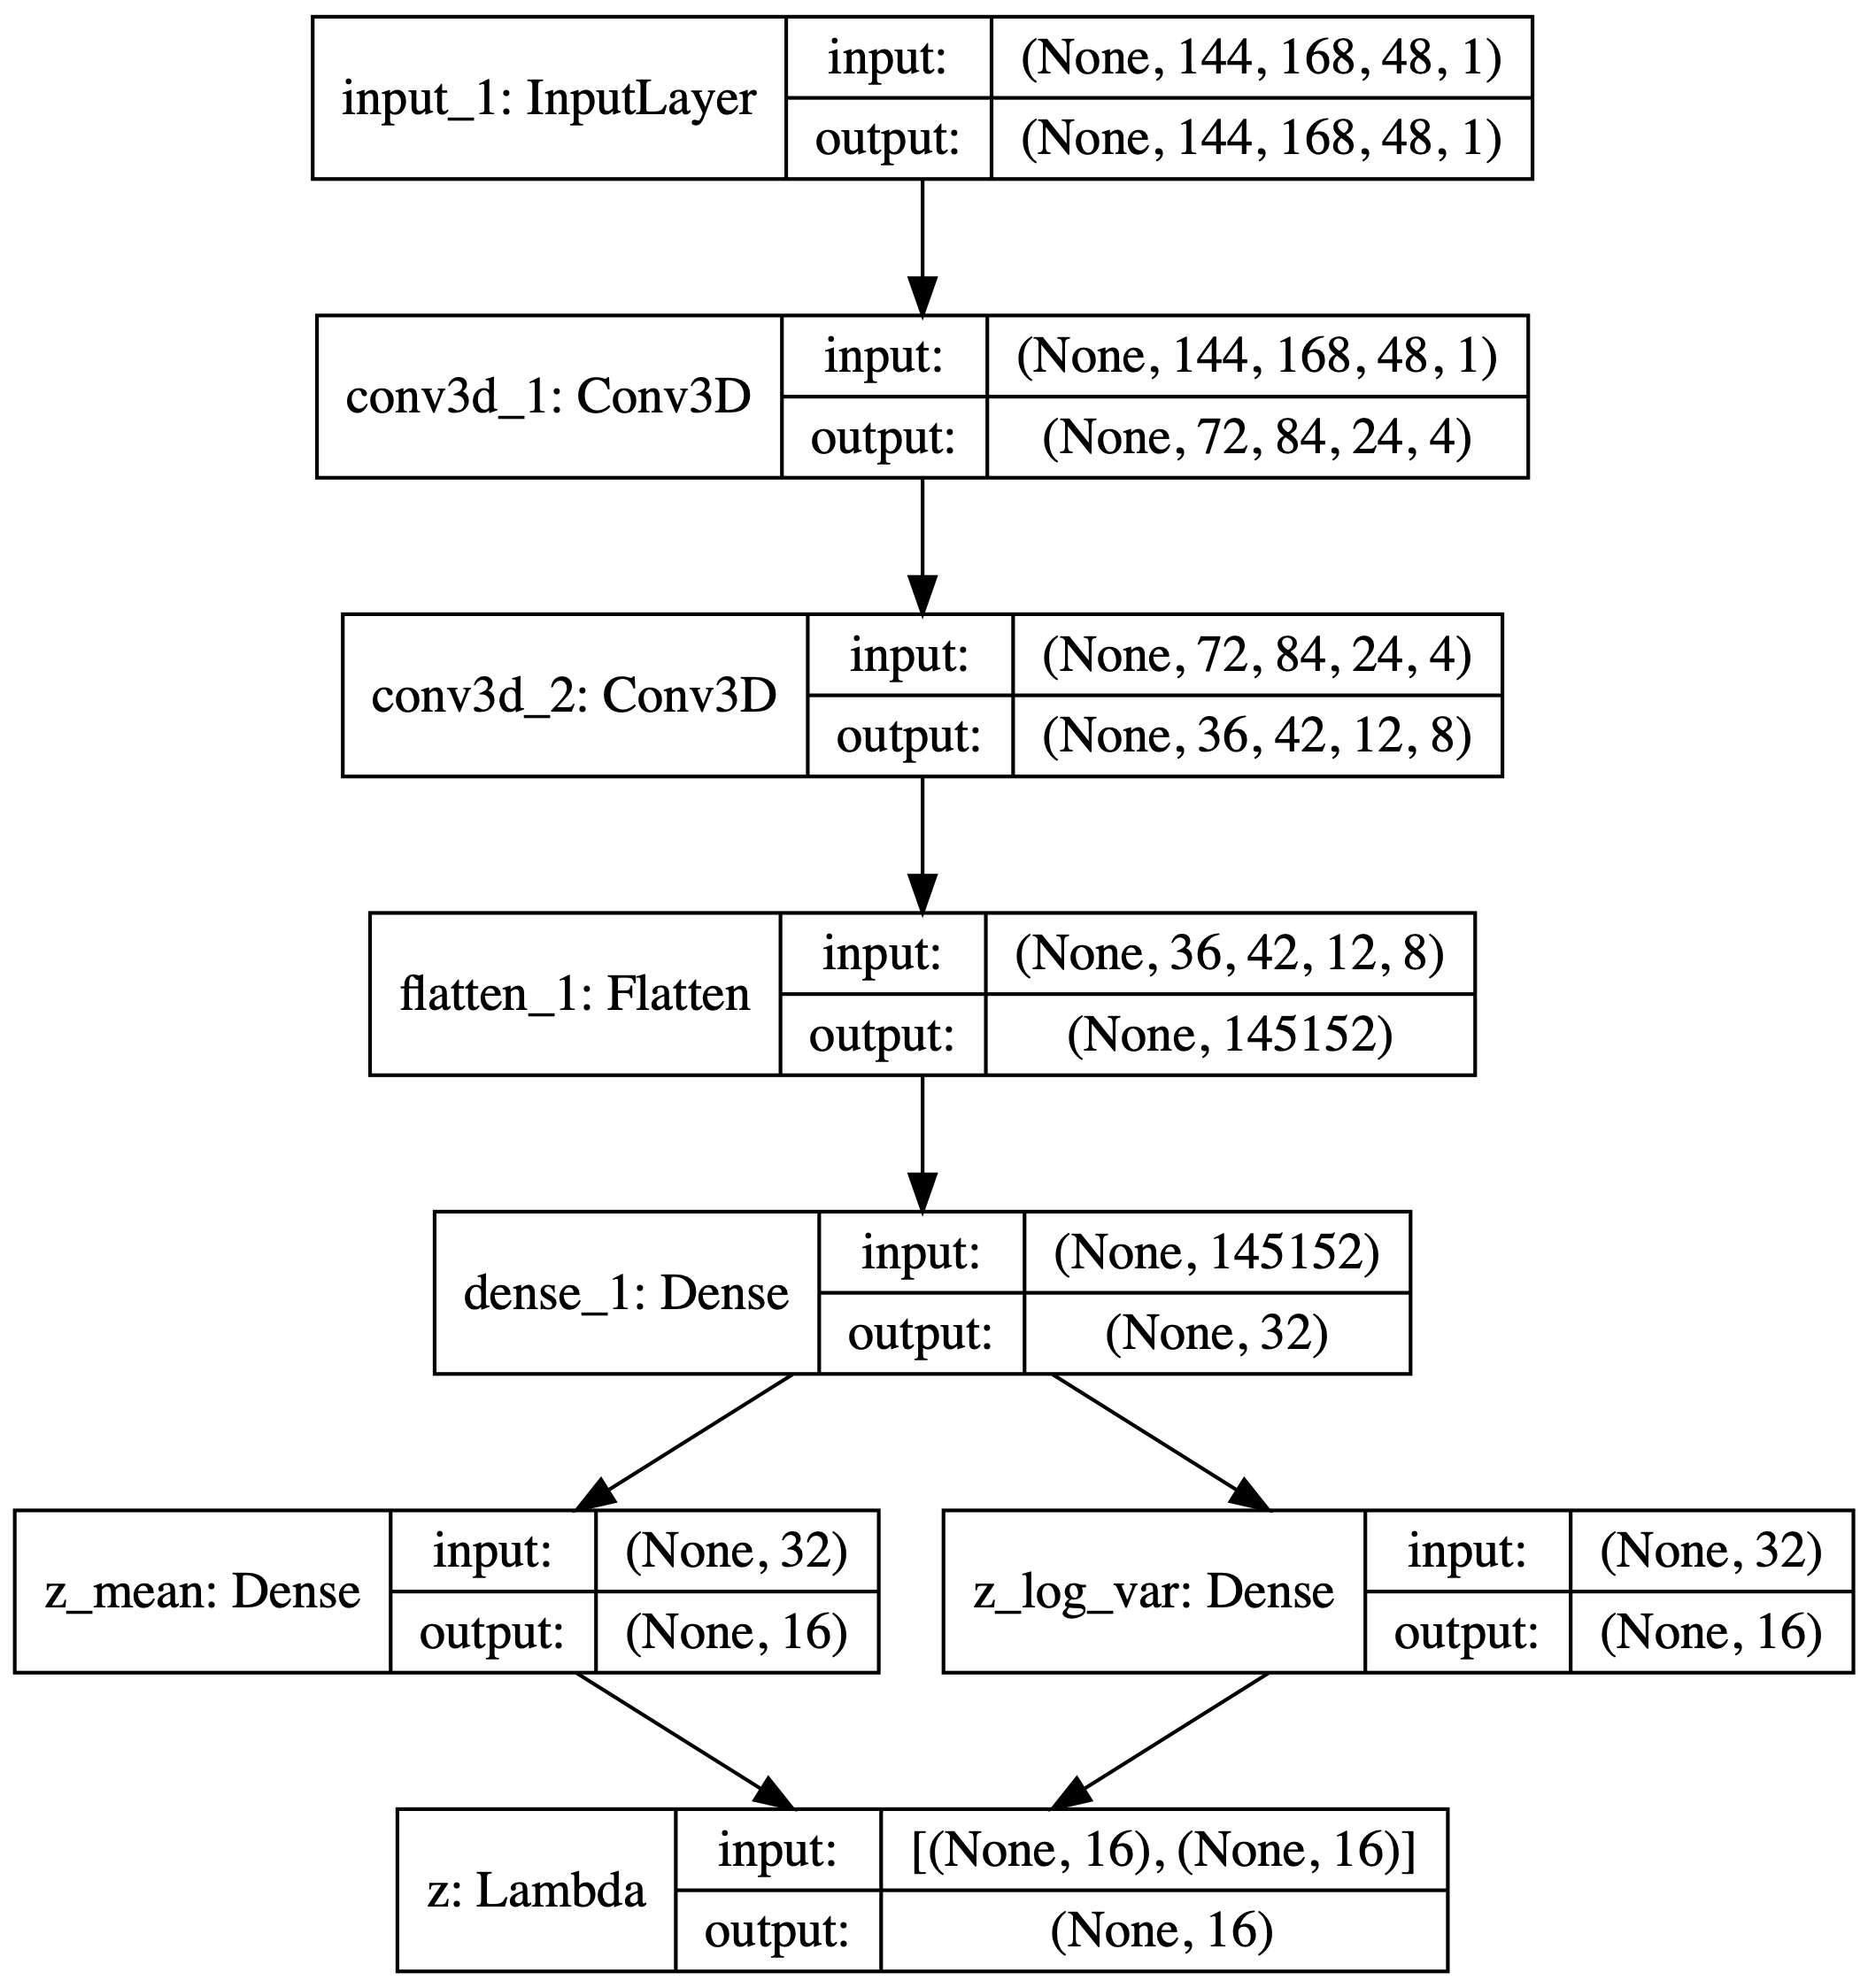 input_1: InputLayer
input:
(None, 144, 168, 48, 1)
output:
(None, 144, 168, 48, 1)
conv3d_1: Conv3D
input:
(None, 144, 168, 48, 1)
output:
(None, 72, 84, 24, 4)
conv3d_2: Conv3D
input:
(None, 72, 84, 24, 4)
output:
(None, 36, 42, 12, 8)
flatten_1: Flatten
input:
(None, 36, 42, 12, 8)
output:
(None, 145152)
dense_1: Dense
input:
(None, 145152)
output:
(None, 32)
z_mean: Dense
input:
(None, 32)
output:
(None, 16)
z_log_var: Dense
input:
(None, 32)
output:
(None, 16)
z: Lambda
input:
[(None, 16), (None, 16)]
output:
(None, 16)